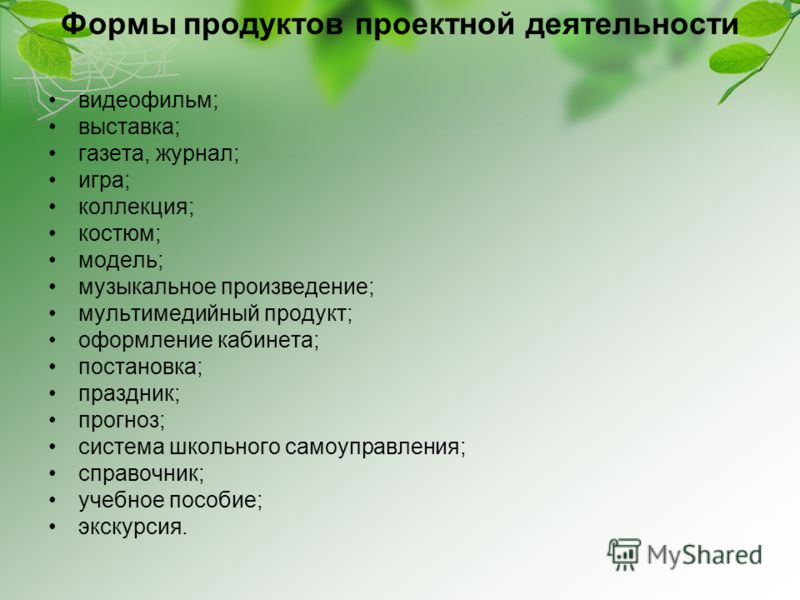 Формы продуктов проектной деятельности
• видеофильм;
• выставка;
• газета, журнал;
• игра;
• коллекция;
• костюм;
• модель;
• музыкальное произведение;
• мультимедийный продукт;
• оформление кабинета;
• постановка;
• праздник;
• прогноз;
• система школьного самоуправления;
• справочник;
• учебное пособие;
• экскурсия.
MyShared